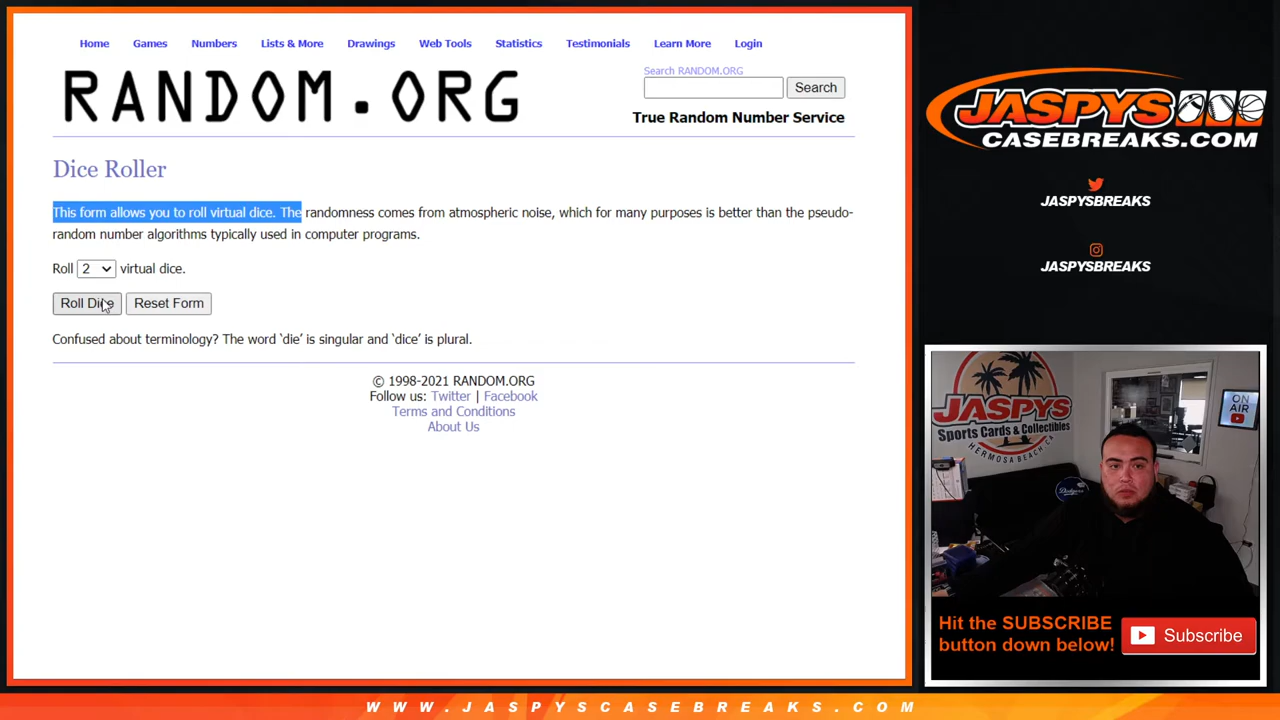 Home Games Numbers Lists & More Drawings Web Tools Statistics Testimonials Learn More Login
RANDOM.ORG
Search RANDOM.ORG
Search
True Random Number Service
Dice Roller
This form allows you to roll virtual dice. The randomness comes from atmospheric noise, which for many purposes is better than the pseudo-
random number algorithms typically used in computer programs.
Roll 2 virtual dice.
Roll Dice Reset Form
Confused about terminology? The word ‘die’ is singular and ‘dice’ is plural.
© 1998-2021 RANDOM.ORG
Follow us: Twitter | Facebook
Terms and Conditions
About Us
JASPYS
CASEBREAKS.COM
JASPYSBREAKS
JASPYSBREAKS
JASPYS
Sports Cards & Collectibles
HERMOSA BEACH, CA
ON
AIR
Dodgers
Hit the SUBSCRIBE
button down below!
Subscribe
WWW.JASPYSCASEBREAKS.COM